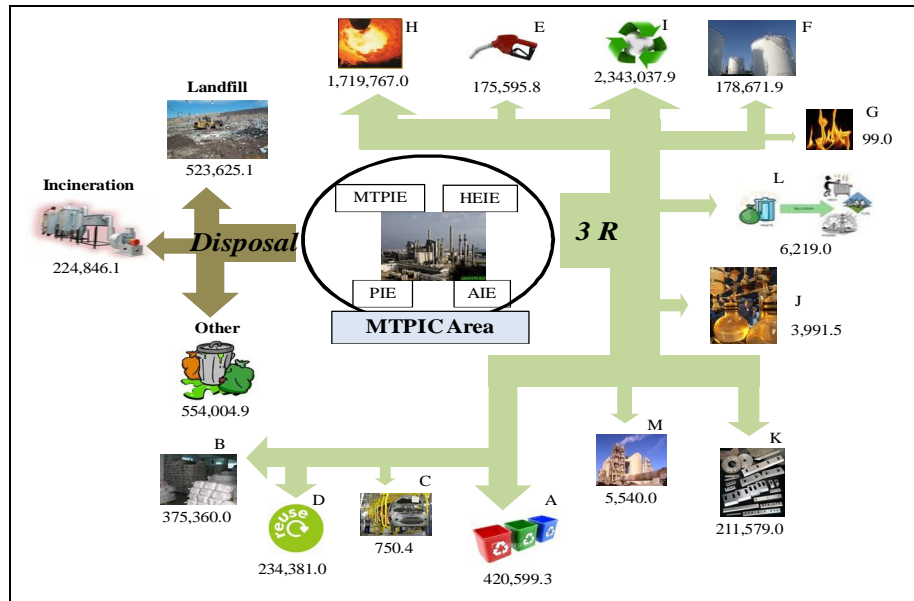 H
E
I
F
1,719,767.0
175,595.8
2,343,037.9
178,671.9
G
99.0
Landfill
523,625.1
Incineration
224,846.1
Disposal
Other
554,004.9
MTPIE
HEIE
PIE
AIE
MTPIC Area
3 R
L
6,219.0
J
3,991.5
B
375,360.0
D
reuse
234,381.0
C
750.4
A
420,599.3
M
5,540.0
K
211,579.0